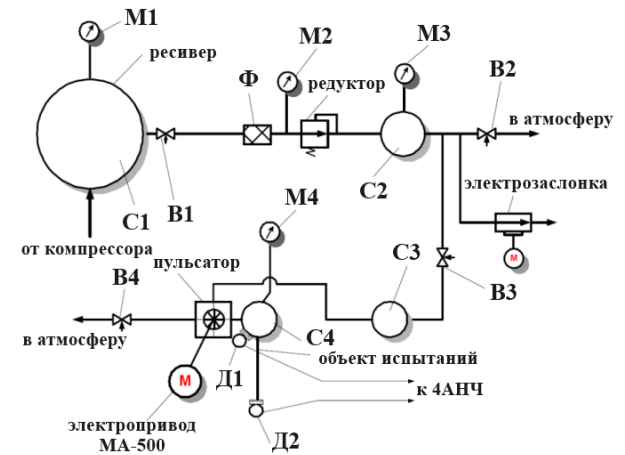 М1
ресивер
М2
М3
Ф
редуктор
В2
в атмосферу
С1
В1
С2
электрозаслонка
от компрессора
М4
М
В4
пульсатор
С3
В3
в атмосферу
С4
объект испытаний
М
Д1
к 4АНЧ
электропривод
МА-500
Д2